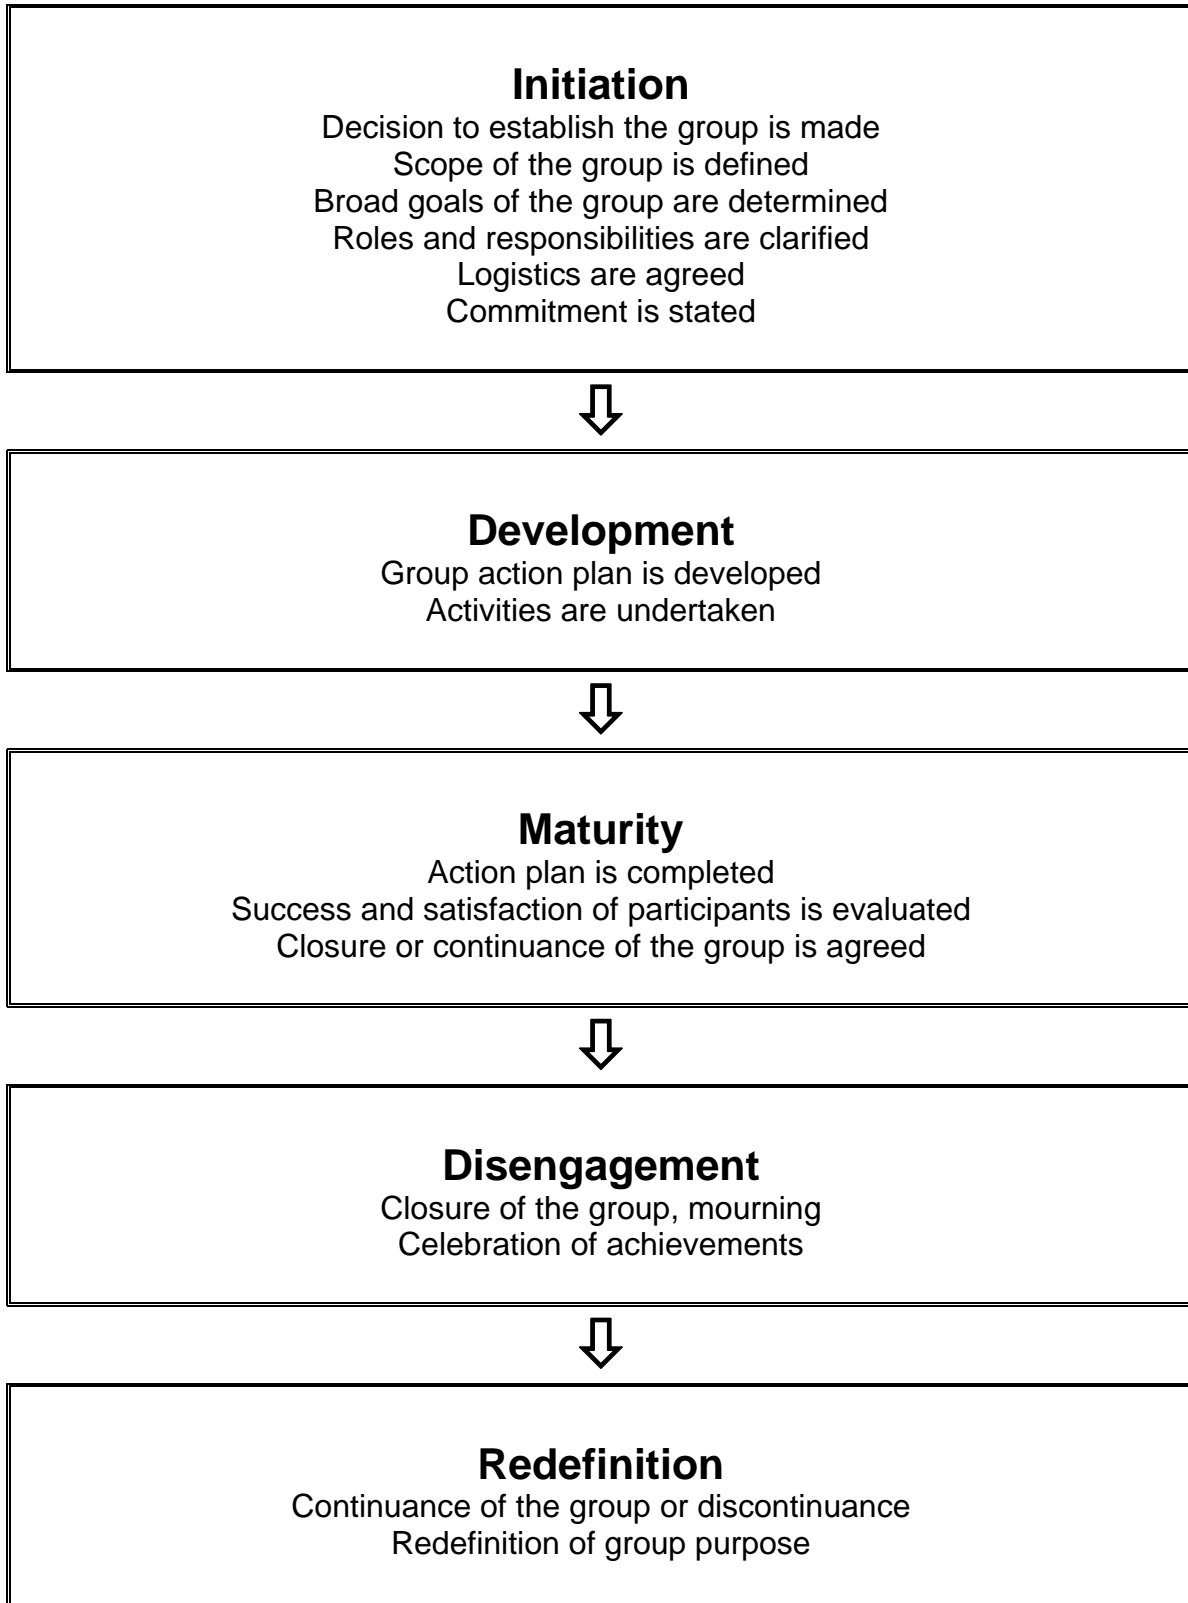 Initiation
Decision to establish the group is made
Scope of the group is defined
Broad goals of the group are determined
Roles and responsibilities are clarified
Logistics are agreed
Commitment is stated
Development
Group action plan is developed
Activities are undertaken
Maturity
Action plan is completed
Success and satisfaction of participants is evaluated
Closure or continuance of the group is agreed
Disengagement
Closure of the group, mourning
Celebration of achievements
Redefinition
Continuance of the group or discontinuance
Redefinition of group purpose